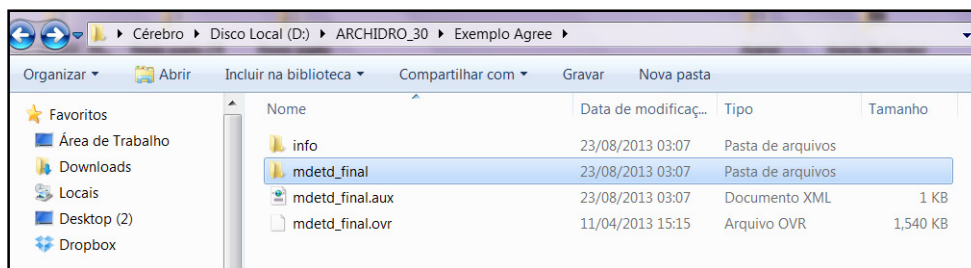 Cérebro ▸ Disco Local (D:) ▸ ARCHIDRO_30 ▸ Exemplo Agree ▸
Organizar ▾ Abrir Incluir na biblioteca ▾ Compartilhar com ▾ Gravar Nova pasta
Favoritos
Área de Trabalho
Downloads
Locais
Desktop (2)
Dropbox
Nome Data de modificaç... Tipo Tamanho
info 23/08/2013 03:07 Pasta de arquivos
mdetd_final 23/08/2013 03:07 Pasta de arquivos
mdetd_final.aux 23/08/2013 03:07 Documento XML 1 KB
mdetd_final.ovr 11/04/2013 15:15 Arquivo OVR 1,540 KB